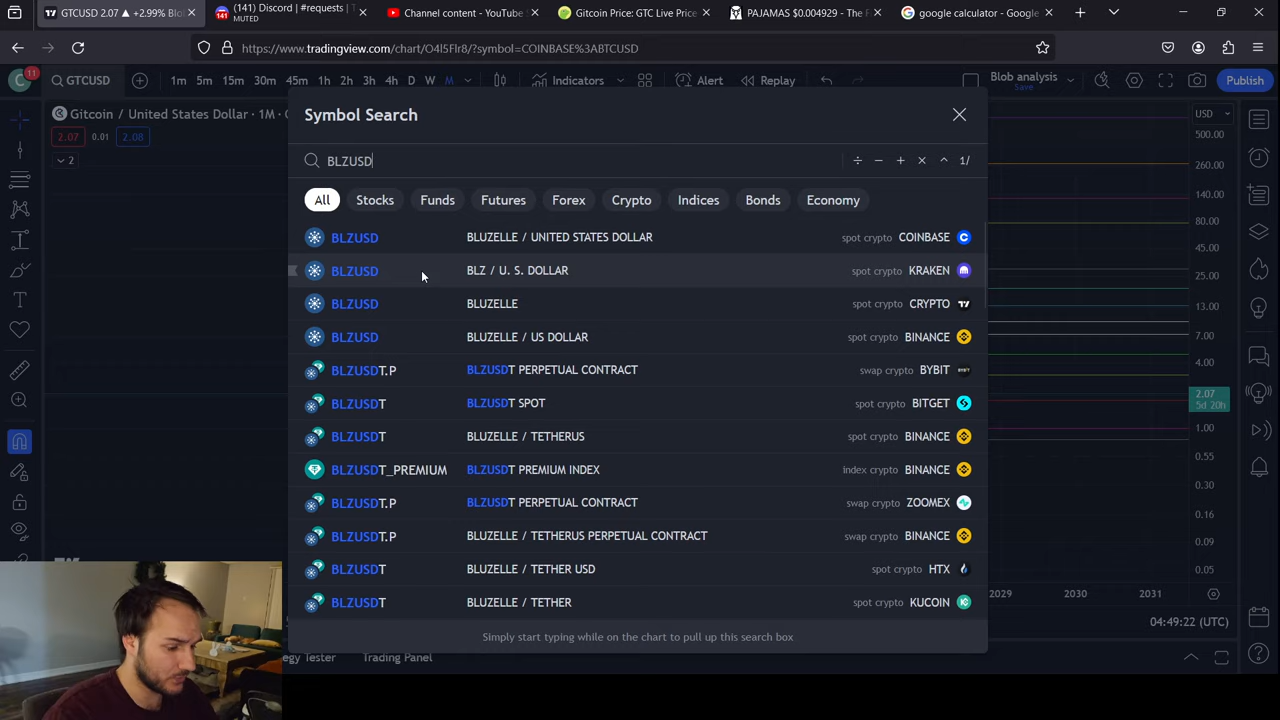 GTCUSD 2.07 ▲ +2.99% Blo
(141) Discord | #requests | T
MUTED
Channel content - YouTube S
Gitcoin Price: GTC Live Price
PAJAMAS $0.004929 - The F
google calculator - Google
https://www.tradingview.com/chart/O4l5Flr8/?symbol=COINBASE%3ABTCUSD
C 11 GTCUSD 1m 5m 15m 30m 45m 1h 2h 3h 4h D W M Indicators Alert Replay Blob analysis Save Publish
Gitcoin / United States Dollar · 1M · C
2.07 0.01 2.08
2
Symbol Search
BLZUSD 1/
All Stocks Funds Futures Forex Crypto Indices Bonds Economy
BLZUSD BLUZELLE / UNITED STATES DOLLAR spot crypto COINBASE
BLZUSD BLZ / U. S. DOLLAR spot crypto KRAKEN
BLZUSD BLUZELLE spot crypto CRYPTO
BLZUSD BLUZELLE / US DOLLAR spot crypto BINANCE
BLZUSDT.P BLZUSDT PERPETUAL CONTRACT swap crypto BYBIT
BLZUSDT BLZUSDT SPOT spot crypto BITGET
BLZUSDT BLUZELLE / TETHERUS spot crypto BINANCE
BLZUSDT_PREMIUM BLZUSDT PREMIUM INDEX index crypto BINANCE
BLZUSDT.P BLZUSDT PERPETUAL CONTRACT swap crypto ZOOMEX
BLZUSDT.P BLUZELLE / TETHERUS PERPETUAL CONTRACT swap crypto BINANCE
BLZUSDT BLUZELLE / TETHER USD spot crypto HTX
BLZUSDT BLUZELLE / TETHER spot crypto KUCOIN
Simply start typing while on the chart to pull up this search box
USD
500.00
260.00
140.00
80.00
45.00
25.00
13.00
7.00
4.00
2.07
5d 20h
1.00
0.55
0.30
0.16
0.09
0.05
2029 2030 2031
04:49:22 (UTC)
egy Tester Trading Panel